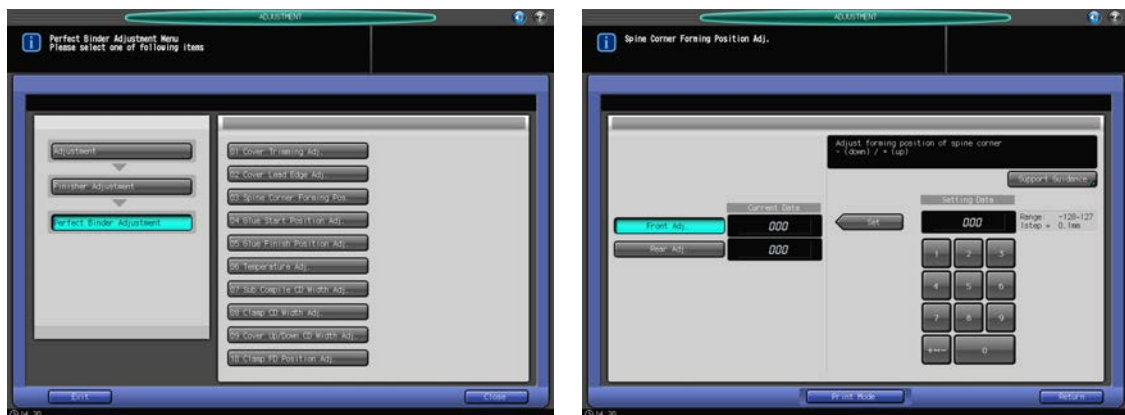 ADJUSTMENT
Perfect Binder Adjustment Menu
Please select one of following items
Adjustment
Finisher Adjustment
Perfect Binder Adjustment
01 Cover Trimming Adj.
02 Cover Lead Edge Adj.
03 Spine Corner Forming Pos.
04 Glue Start Position Adj.
05 Glue Finish Position Adj.
06 Temperature Adj.
07 Sub Compile CD Width Adj.
08 Clamp CD Width Adj.
09 Cover Up/Down CD Width Adj.
10 Clamp FD Position Adj.
Exit
Close
14:30
ADJUSTMENT
Spine Corner Forming Position Adj.
Adjust forming position of spine corner
- (down) / + (up)
Support Guidance
Current Data
Setting Data
Front Adj.
000
Set
000
Range -128-127
1step = 0.1mm
Rear Adj.
000
1
2
3
4
5
6
7
8
9
0
Print Mode
Return
14:30